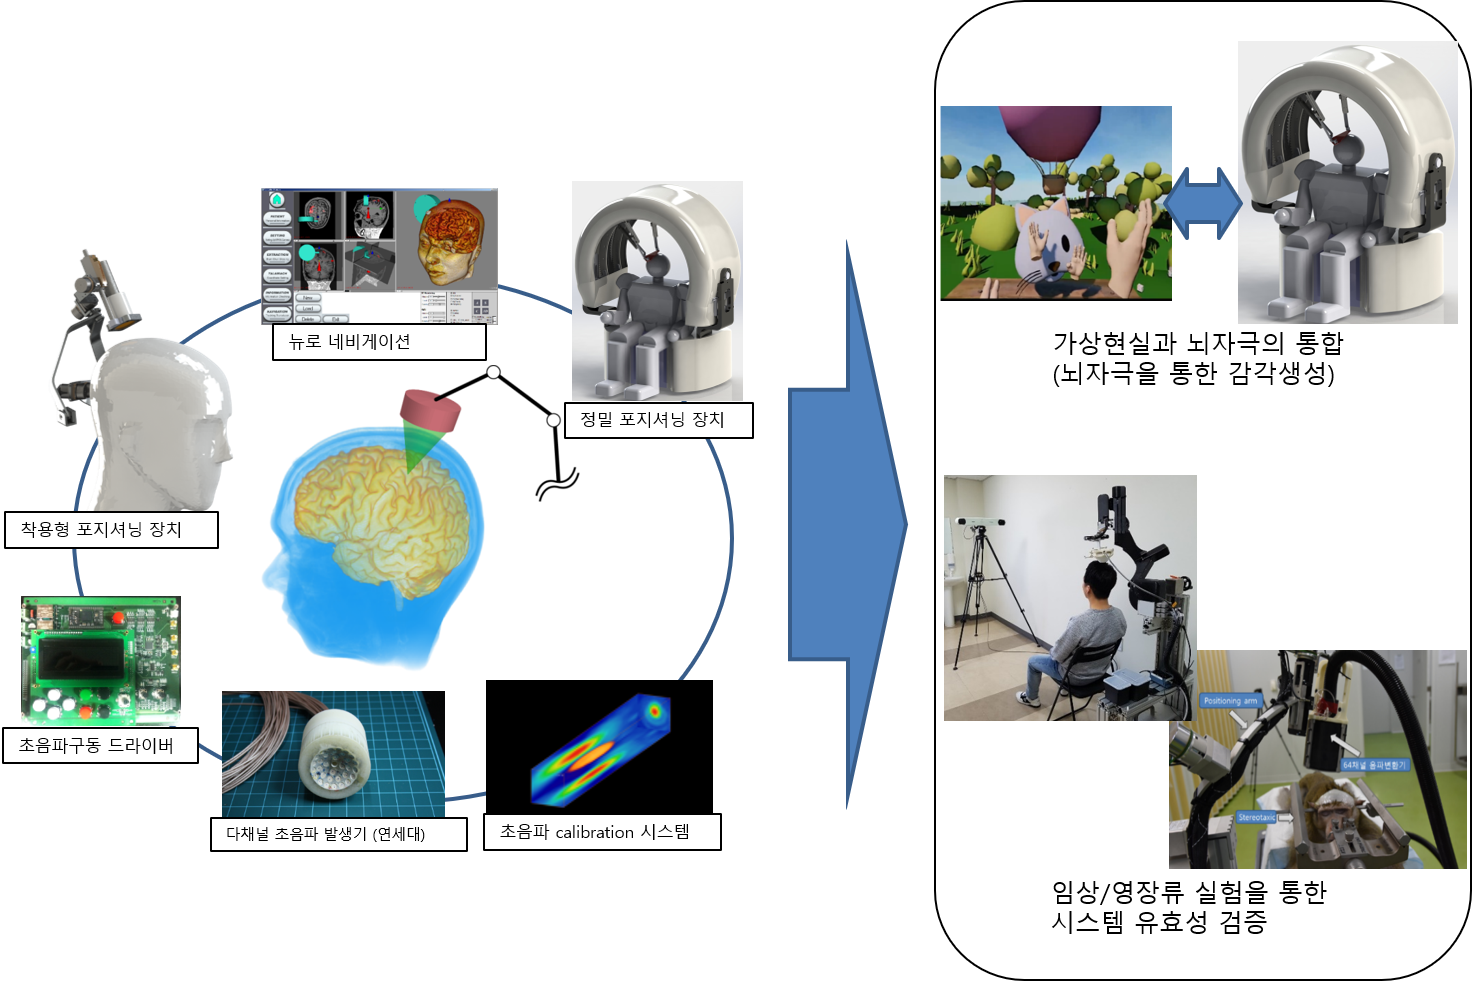 뉴로 네비게이션
정밀 포지셔닝 장치
착용형 포지셔닝 장치
초음파구동 드라이버
다채널 초음파 발생기 (연세대)
초음파 calibration 시스템
가상현실과 뇌자극의 통합
(뇌자극을 통한 감각생성)
Positioning arm
64채널 음파변환기
Stereotaxic
임상/영장류 실험을 통한
시스템 유효성 검증